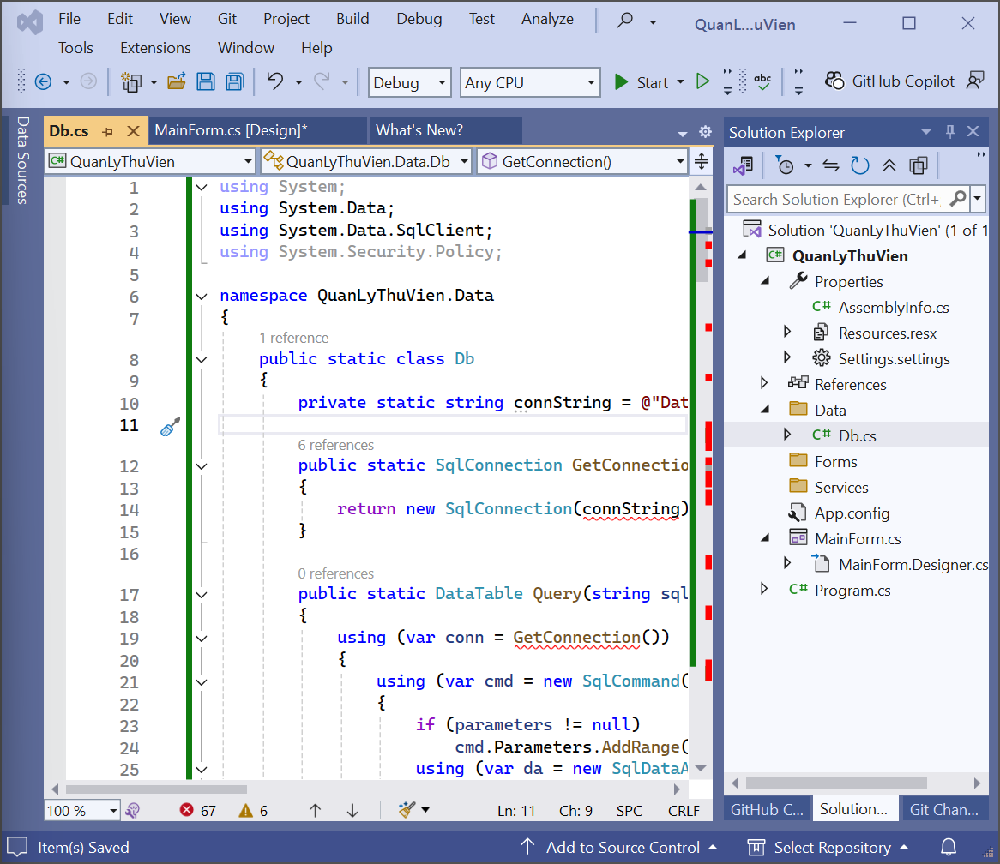 File Edit View Git Project Build Debug Test Analyze QuanL...uVien
Tools Extensions Window Help
Debug Any CPU Start abc GitHub Copilot
Data Sources
Db.cs MainForm.cs [Design]* What's New?
QuanLyThuVien QuanLyThuVien.Data.Db GetConnection()
1 using System;
2 using System.Data;
3 using System.Data.SqlClient;
4 using System.Security.Policy;
5
6 namespace QuanLyThuVien.Data
7 {
1 reference
8 public static class Db
9 {
10 private static string connString = @"Dat
11
6 references
12 public static SqlConnection GetConnectio
13 {
14 return new SqlConnection(connString)
15 }
16
0 references
17 public static DataTable Query(string sql
18 {
19 using (var conn = GetConnection())
20 {
21 using (var cmd = new SqlCommand(
22 {
23 if (parameters != null)
24 cmd.Parameters.AddRange(
25 using (var da = new SqlDataA
100 % 67 6 Ln: 11 Ch: 9 SPC CRLF
Solution Explorer
Search Solution Explorer (Ctrl+
Solution 'QuanLyThuVien' (1 of 1
C# QuanLyThuVien
Properties
C# AssemblyInfo.cs
Resources.resx
Settings.settings
References
Data
C# Db.cs
Forms
Services
App.config
MainForm.cs
MainForm.Designer.cs
C# Program.cs
GitHub C... Solution... Git Chan...
Item(s) Saved Add to Source Control Select Repository